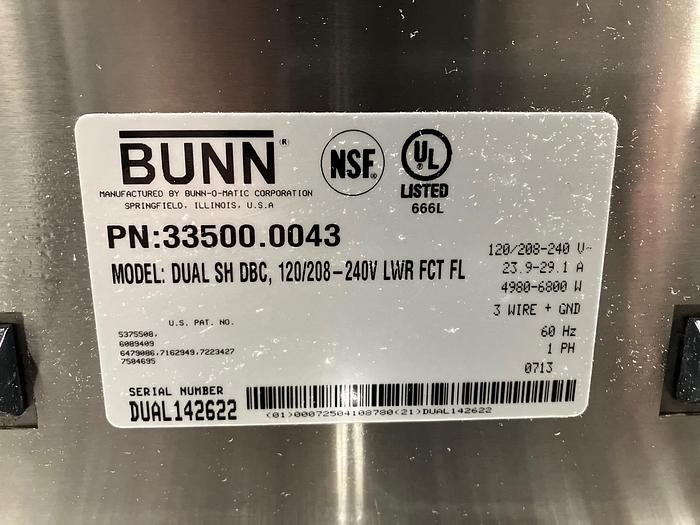 BUNN®
MANUFACTURED BY BUNN-O-MATIC CORPORATION
SPRINGFIELD, ILLINOIS, U.S.A
NSF®
UL
LISTED
666L
PN:33500.0043
MODEL: DUAL SH DBC, 120/208-240V LWR FCT FL
120/208-240 V~
23.9-29.1 A
4980-6800 W
3 WIRE + GND
60 Hz
1 PH
0713
U.S. PAT. NO.
5375508,
6089409
6479086,7162949,7223427
7584695
SERIAL NUMBER
DUAL142622
(01)00072504108780(21)DUAL142622